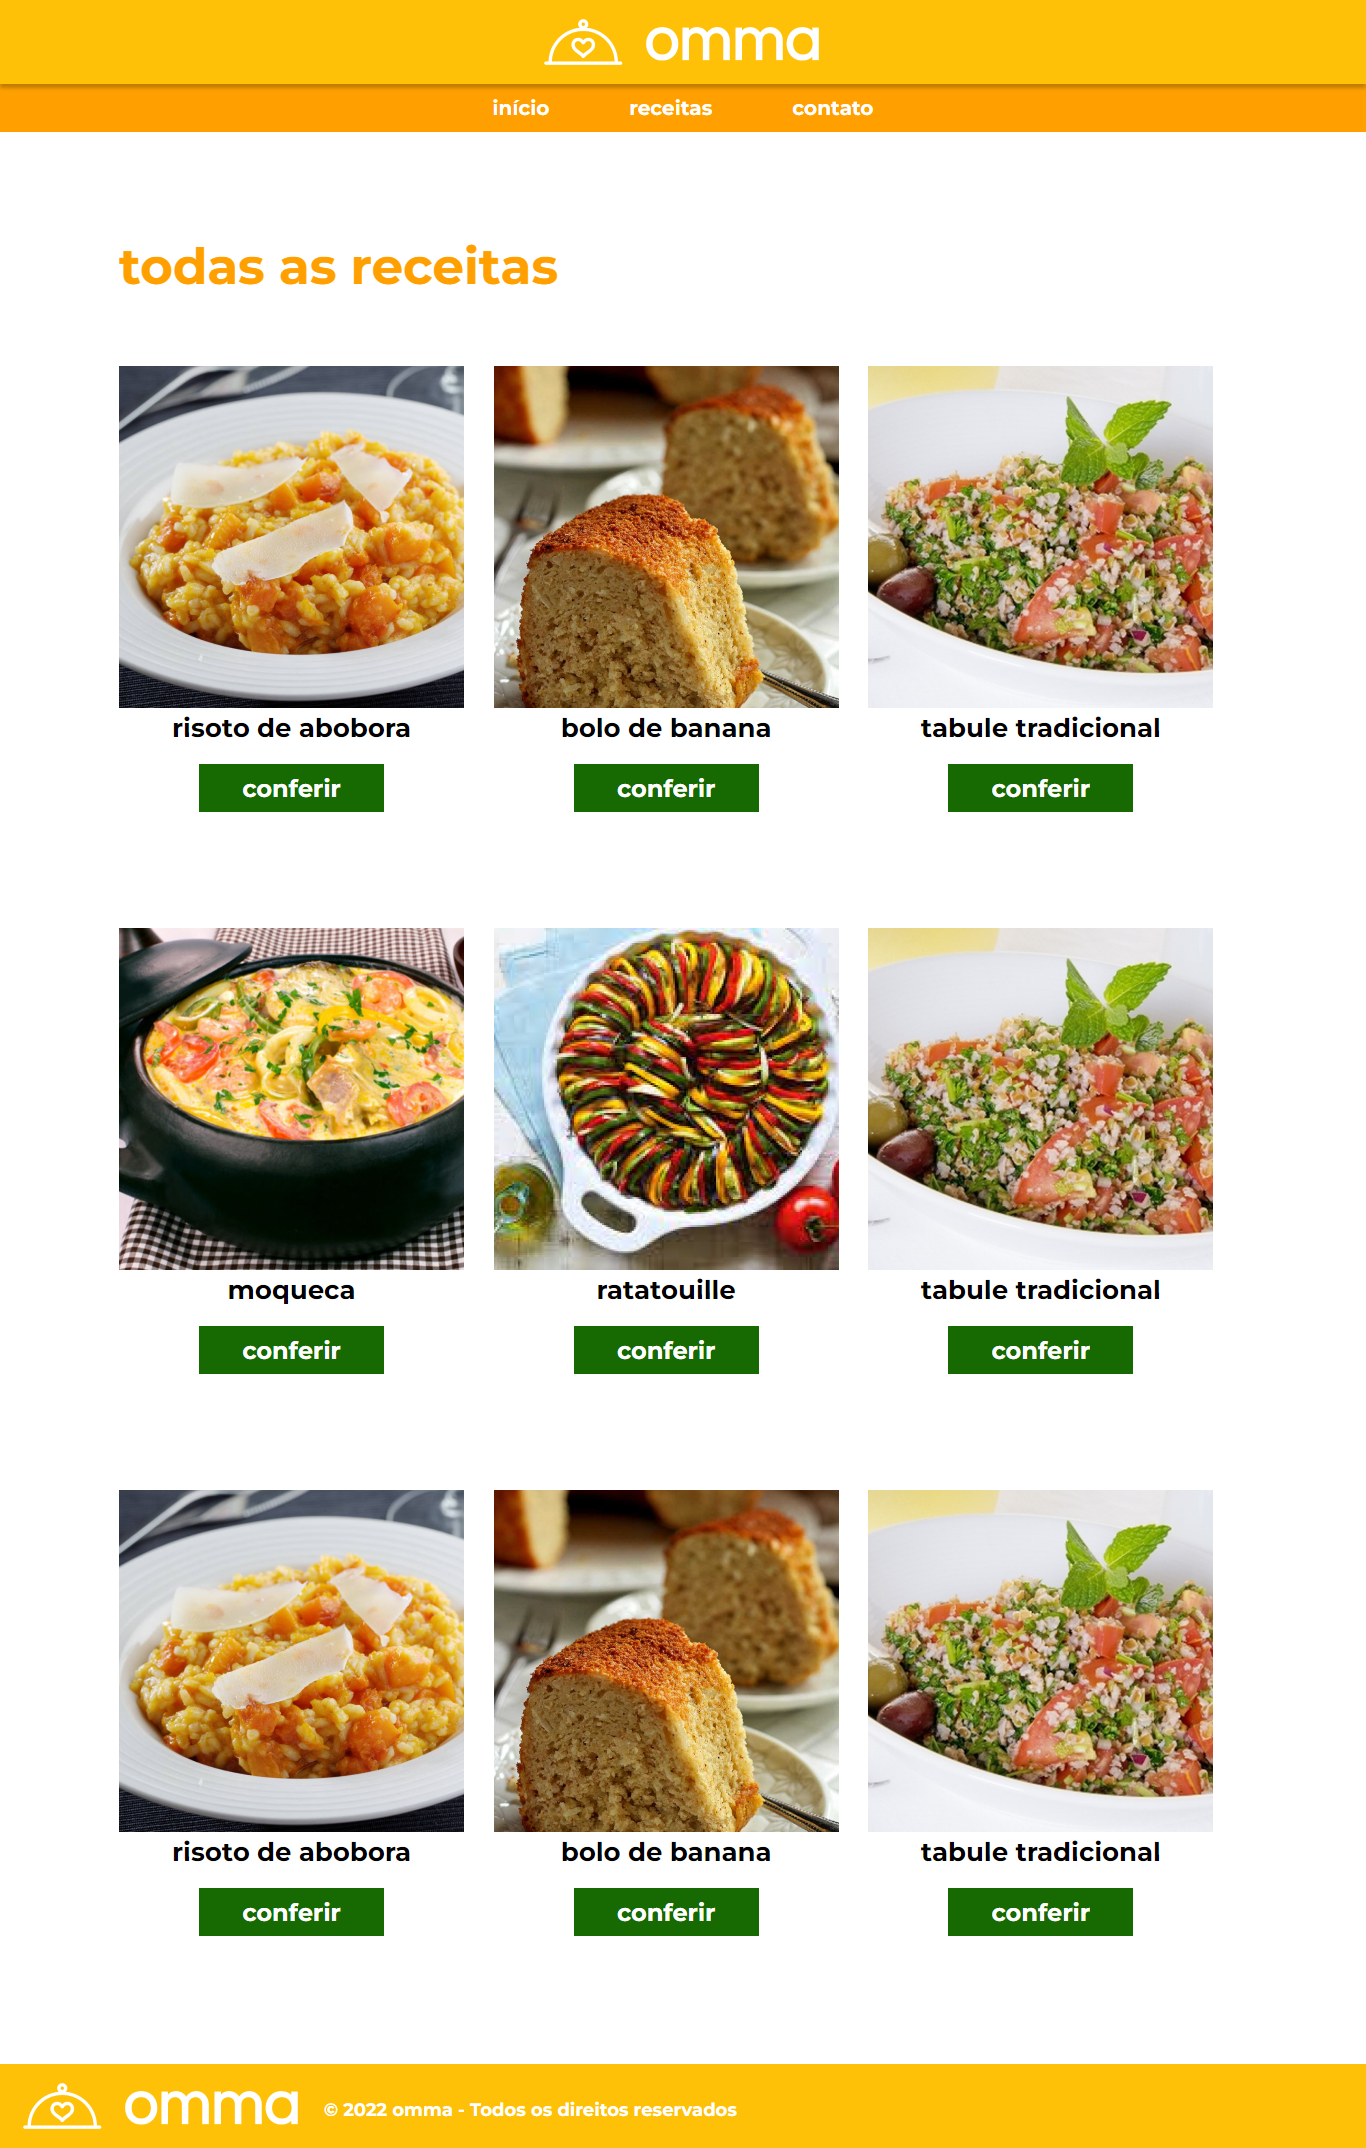 omma
início receitas contato
todas as receitas
risoto de abobora bolo de banana tabule tradicional
conferir conferir conferir
moqueca ratatouille tabule tradicional
conferir conferir conferir
risoto de abobora bolo de banana tabule tradicional
conferir conferir conferir
omma © 2022 omma - Todos os direitos reservados